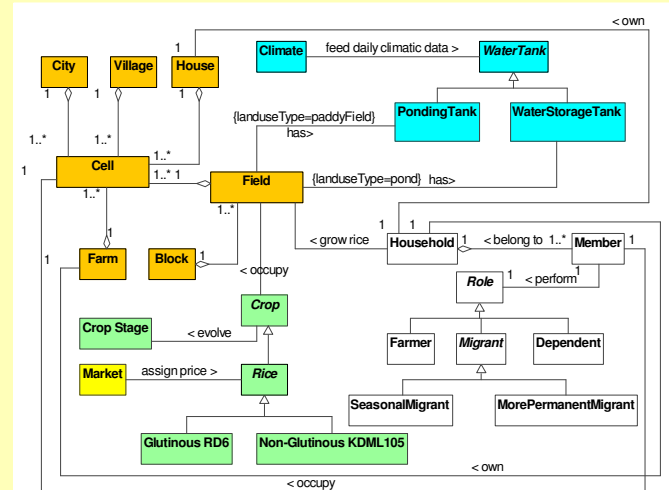 < own
1
Climate
feed daily climatic data >
WaterTank
City
Village
House
1
1
1
{landuseType=paddyField}
has>
PondingTank
WaterStorageTank
1..*
1..*
1..*
1
Cell
1..* 1
Field
{landuseType=pond}
has>
1..*
1..*
1
1
1
Household
1
< belong to
1..*
Member
1
< grow rice
1
Farm
Block
1
< occupy
Role
1
< perform
1
Crop
Crop Stage
< evolve
Farmer
Migrant
Dependent
Market
assign price >
Rice
SeasonalMigrant
MorePermanentMigrant
Glutinous RD6
Non-Glutinous KDML105
< own
< occupy